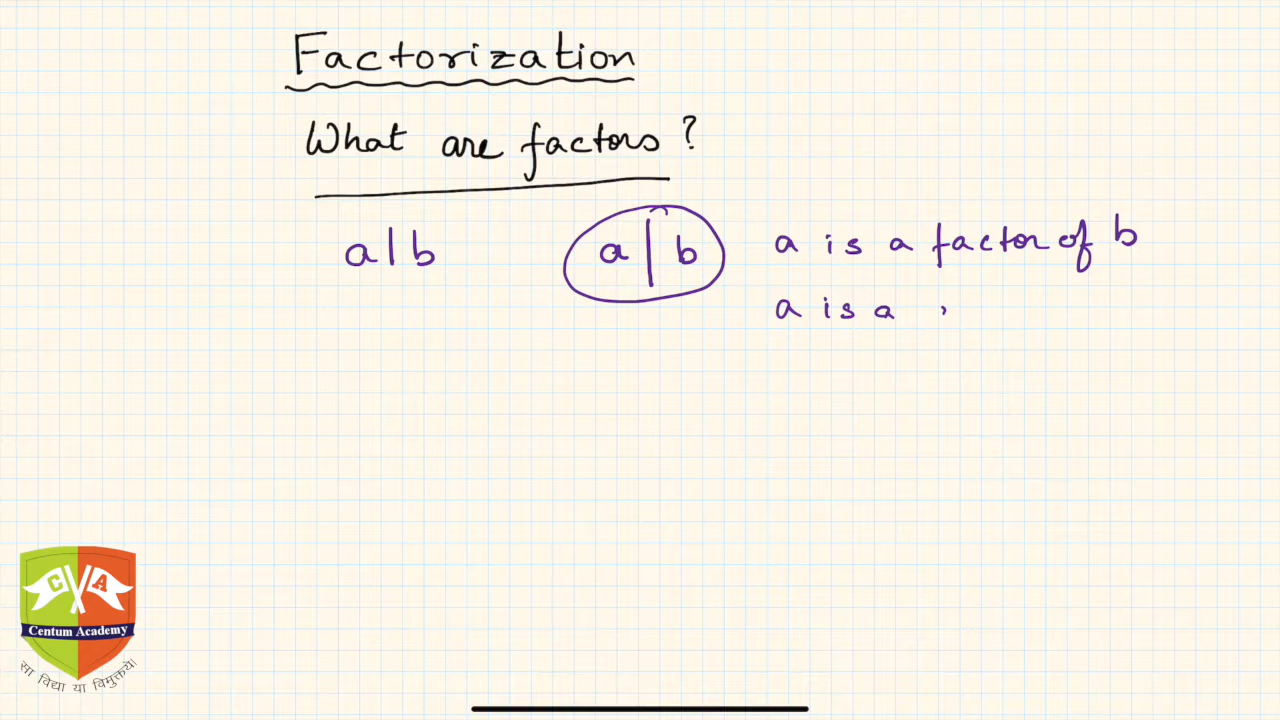 Factorization
What are factors ?
a|b a | b a is a factor of b
a is a
C A
Centum Academy
सा विद्या या विमुक्तये।